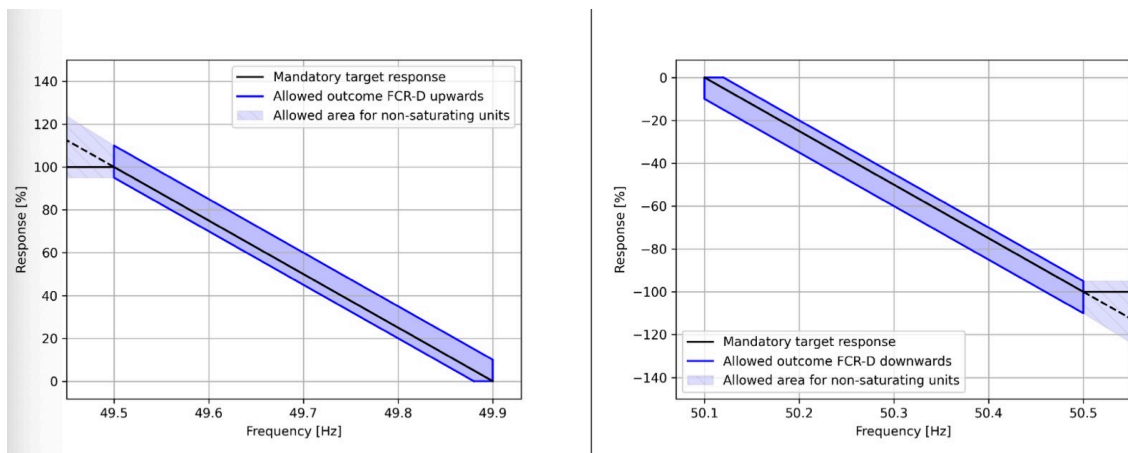 140
120
100
80
60
40
20
0
Response [%]
Mandatory target response
Allowed outcome FCR-D upwards
Allowed area for non-saturating units
49.5 49.6 49.7 49.8 49.9
Frequency [Hz]
0
−20
−40
−60
−80
−100
−120
−140
Response [%]
Mandatory target response
Allowed outcome FCR-D downwards
Allowed area for non-saturating units
50.1 50.2 50.3 50.4 50.5
Frequency [Hz]